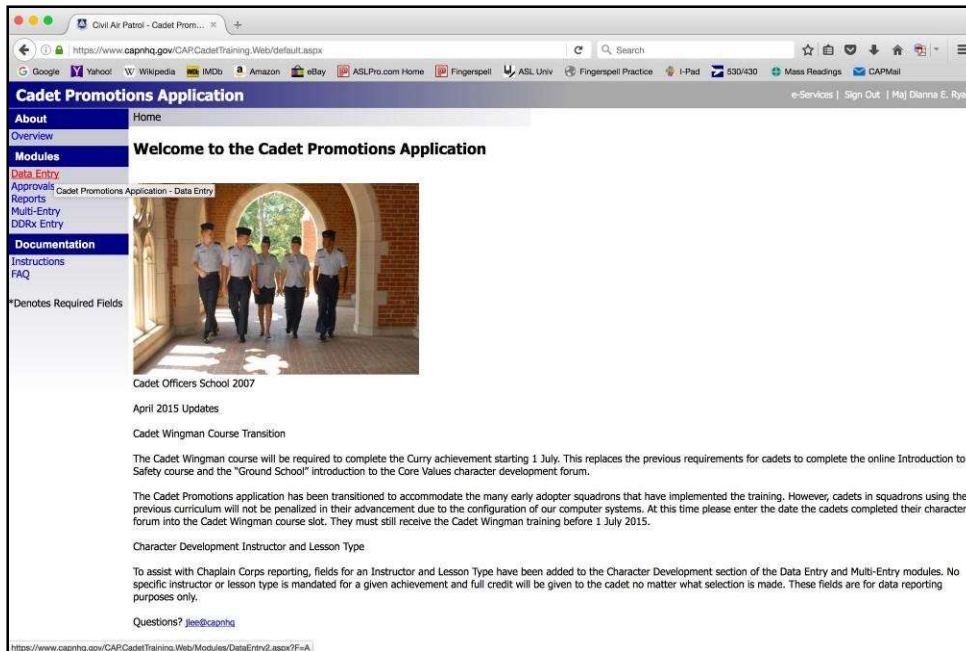 Civil Air Patrol - Cadet Prom...
https://www.capnhq.gov/CAP.CadetTraining.Web/default.aspx
Search
Google Yahoo! Wikipedia IMDb Amazon eBay ASLPro.com Home Fingerspell ASL Univ Fingerspell Practice I-Pad 530/430 Mass Readings CAPMail
Cadet Promotions Application
e-Services | Sign Out | Maj Dianna E. Rya
About
Overview
Modules
Data Entry
Approvals
Cadet Promotions Application - Data Entry
Reports
Multi-Entry
DDRx Entry
Documentation
Instructions
FAQ
*Denotes Required Fields
Home
Welcome to the Cadet Promotions Application
Cadet Officers School 2007
April 2015 Updates
Cadet Wingman Course Transition
The Cadet Wingman course will be required to complete the Curry achievement starting 1 July. This replaces the previous requirements for cadets to complete the online Introduction to
Safety course and the "Ground School" introduction to the Core Values character development forum.
The Cadet Promotions application has been transitioned to accommodate the many early adopter squadrons that have implemented the training. However, cadets in squadrons using the
previous curriculum will not be penalized in their advancement due to the configuration of our computer systems. At this time please enter the date the cadets completed their character
forum into the Cadet Wingman course slot. They must still receive the Cadet Wingman training before 1 July 2015.
Character Development Instructor and Lesson Type
To assist with Chaplain Corps reporting, fields for an Instructor and Lesson Type have been added to the Character Development section of the Data Entry and Multi-Entry modules. No
specific instructor or lesson type is mandated for a given achievement and full credit will be given to the cadet no matter what selection is made. These fields are for data reporting
purposes only.
Questions? jlee@capnhq
https://www.capnhq.gov/CAP.CadetTraining.Web/Modules/DataEntry2.aspx?F=A